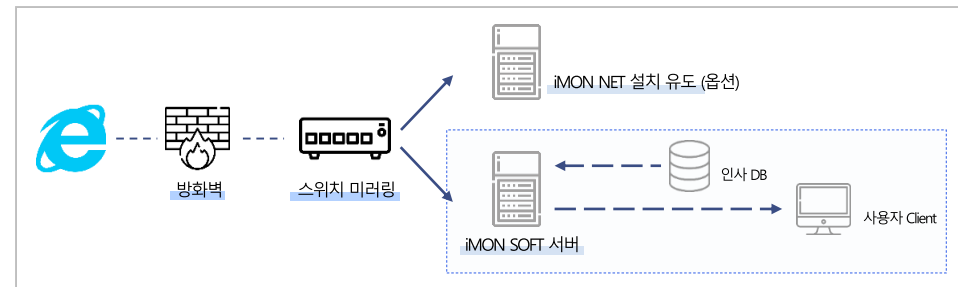 iMON NET 설치 유도 (옵션)
방화벽
스위치 미러링
인사 DB
사용자 Client
iMON SOFT 서버